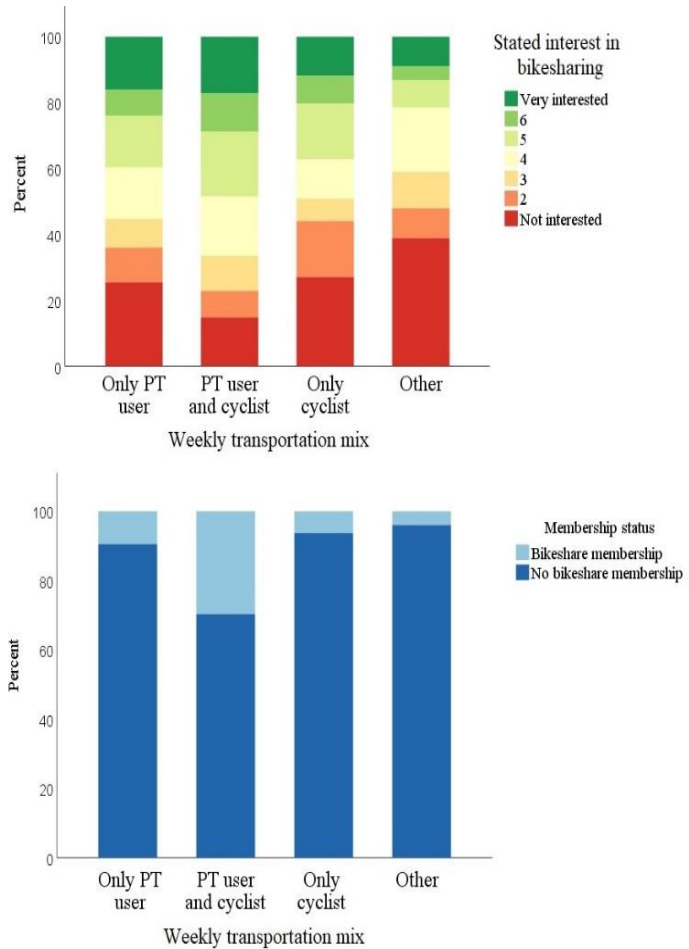 Stated interest in
bikesharing
Very interested
6
5
4
3
2
Not interested
100
80
60
40
20
0
Percent
Only PT
user
PT user
and cyclist
Only
cyclist
Other
Weekly transportation mix
Membership status
Bikeshare membership
No bikeshare membership
100
80
60
40
20
0
Percent
Only PT
user
PT user
and cyclist
Only
cyclist
Other
Weekly transportation mix